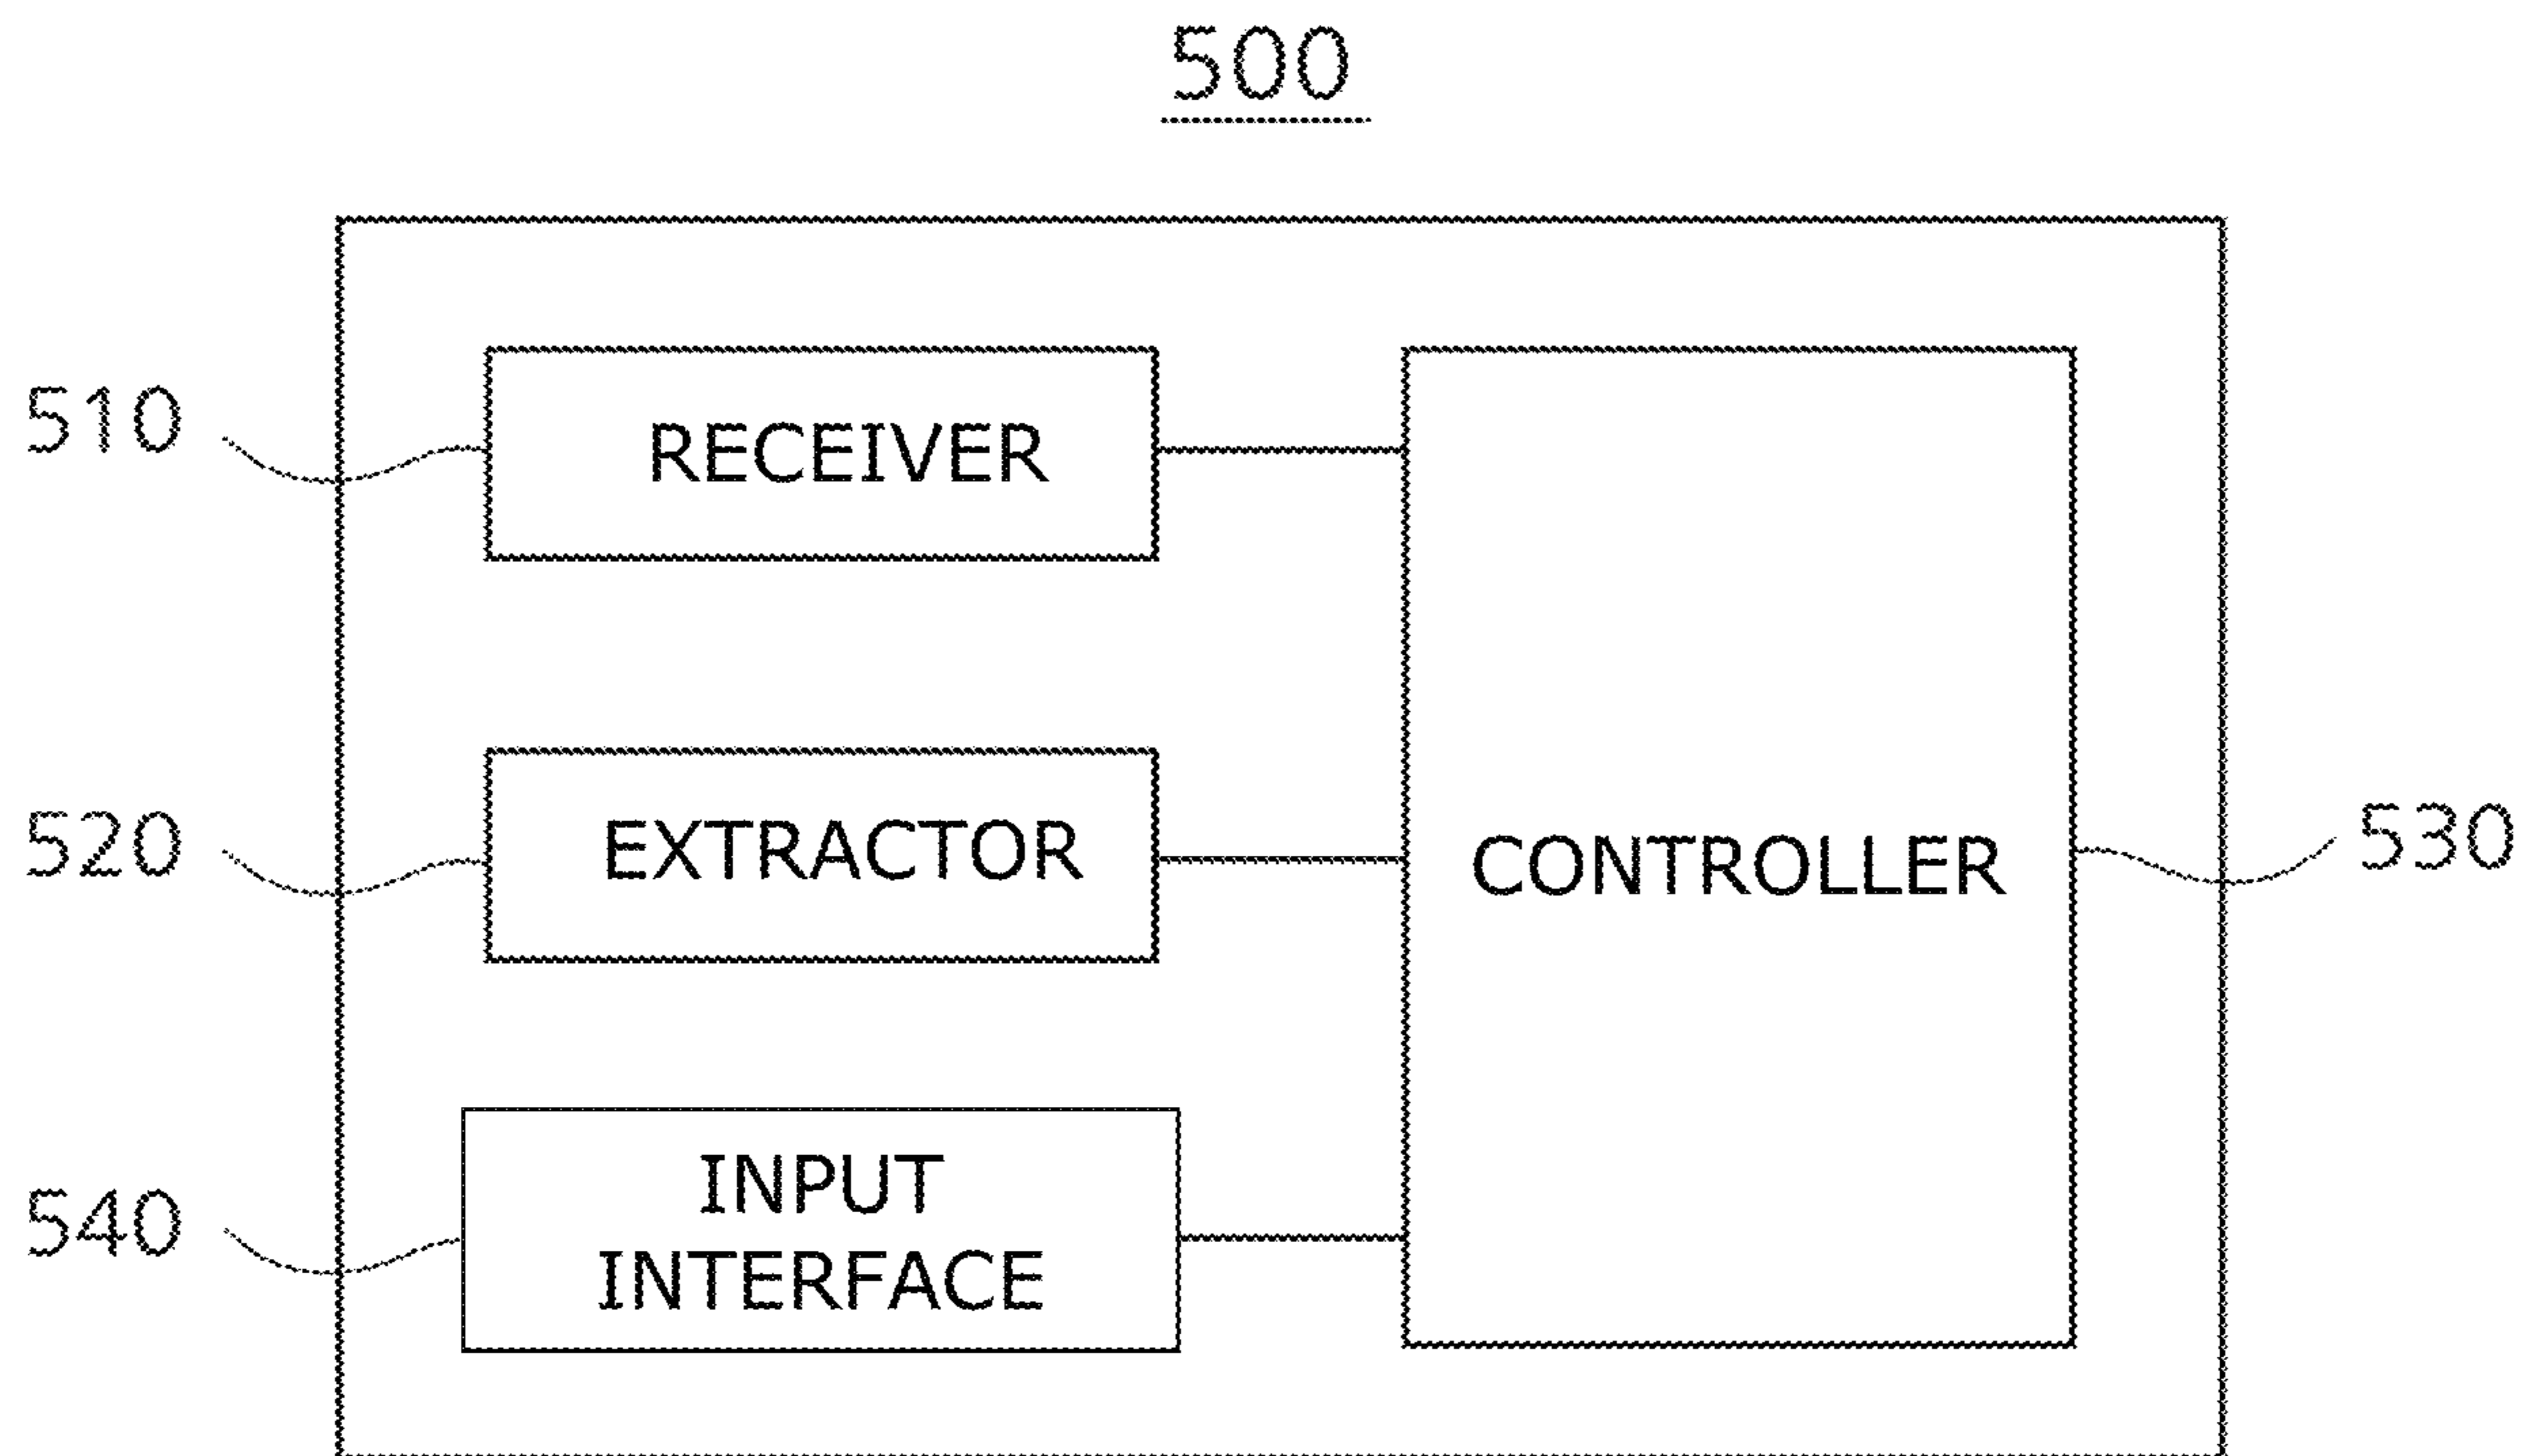 500
510
RECEIVER
520
EXTRACTOR
CONTROLLER
530
540
INPUT
INTERFACE